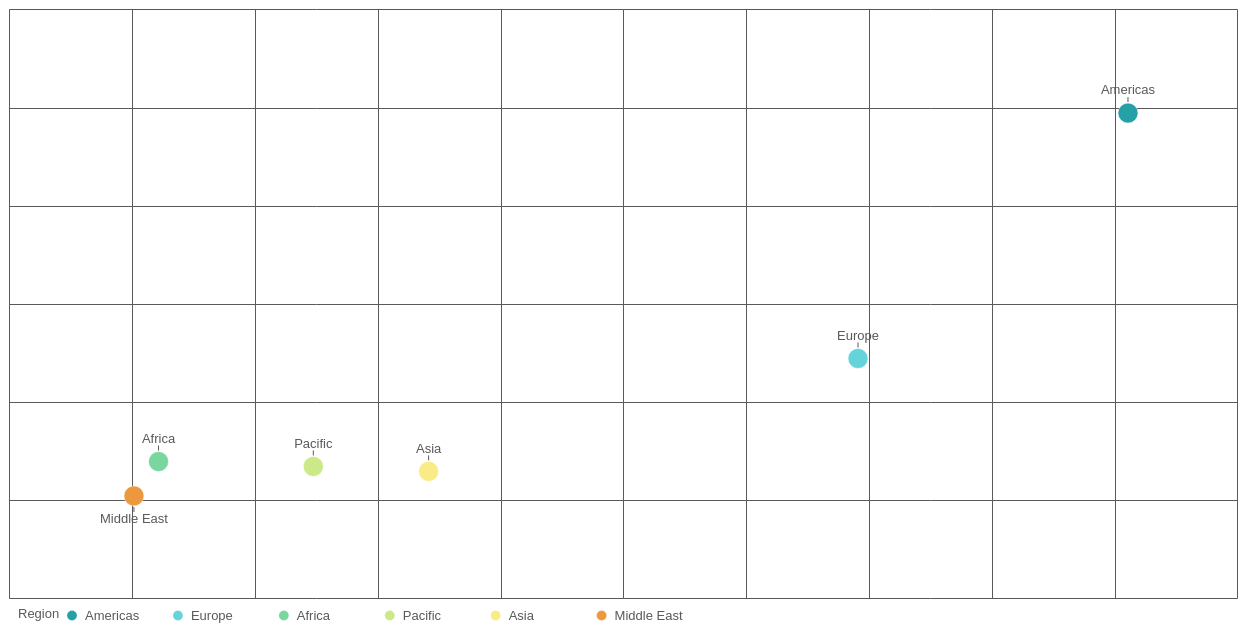 Americas
Europe
Africa
Pacific
Asia
Middle East
Region Americas Europe Africa Pacific Asia Middle East